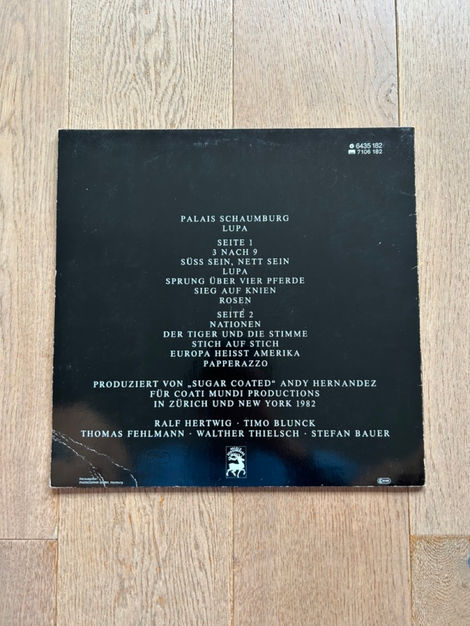 6435 182
7106 182
PALAIS SCHAUMBURG
LUPA
SEITE 1
3 NACH 9
SÜSS SEIN, NETT SEIN
LUPA
SPRUNG ÜBER VIER PFERDE
SIEG AUF KNIEN
ROSEN
SEITE 2
NATIONEN
DER TIGER UND DIE STIMME
STICH AUF STICH
EUROPA HEISST AMERIKA
PAPPERAZZO
PRODUZIERT VON „SUGAR COATED“ ANDY HERNANDEZ
FÜR COATI MUNDI PRODUCTIONS
IN ZÜRICH UND NEW YORK 1982
RALF HERTWIG · TIMO BLUNCK
THOMAS FEHLMANN · WALTHER THIELSCH · STEFAN BAUER